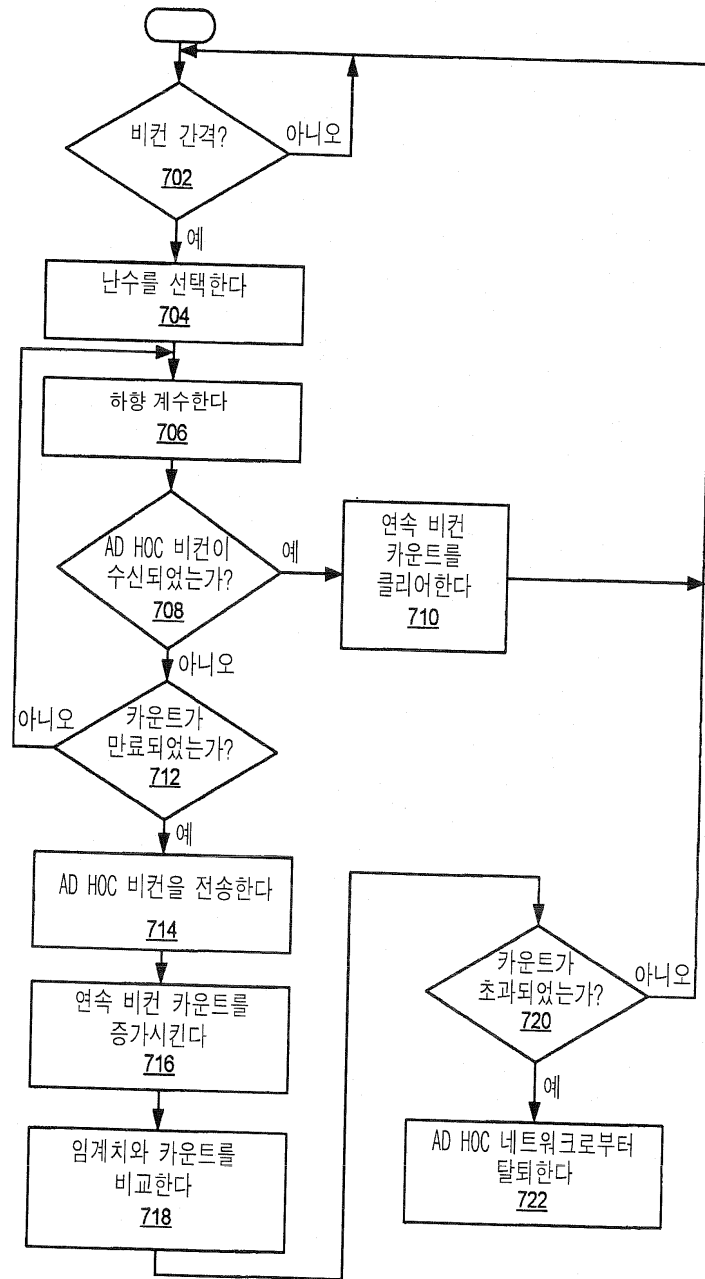 비컨 간격?
702
아니오
예
난수를 선택한다
704
하향 계수한다
706
AD HOC 비컨이
수신되었는가?
708
예
연속 비컨
카운트를
클리어한다
710
아니오
카운트가
만료되었는가?
712
아니오
예
AD HOC 비컨을 전송한다
714
연속 비컨 카운트를
증가시킨다
716
임계치와 카운트를
비교한다
718
카운트가
초과되었는가?
720
아니오
예
AD HOC 네트워크로부터
탈퇴한다
722